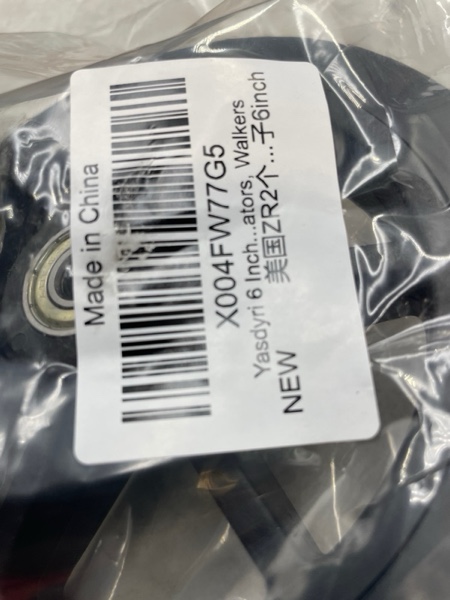 Made in China
X004FW77G5
Yasdyri 6 Inch...ators, Walkers
美国ZR2个...子6inch
NEW